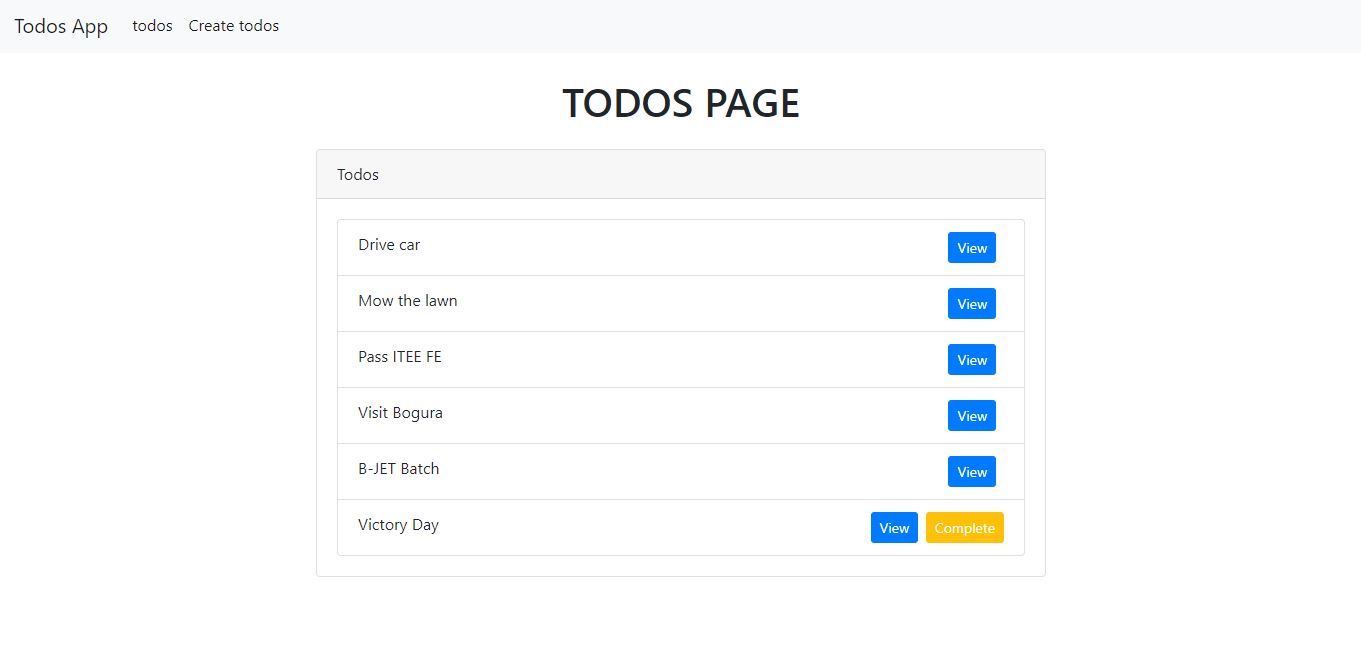 Todos App todos Create todos
TODOS PAGE
Todos
Drive car View
Mow the lawn View
Pass ITEE FE View
Visit Bogura View
B-JET Batch View
Victory Day View Complete